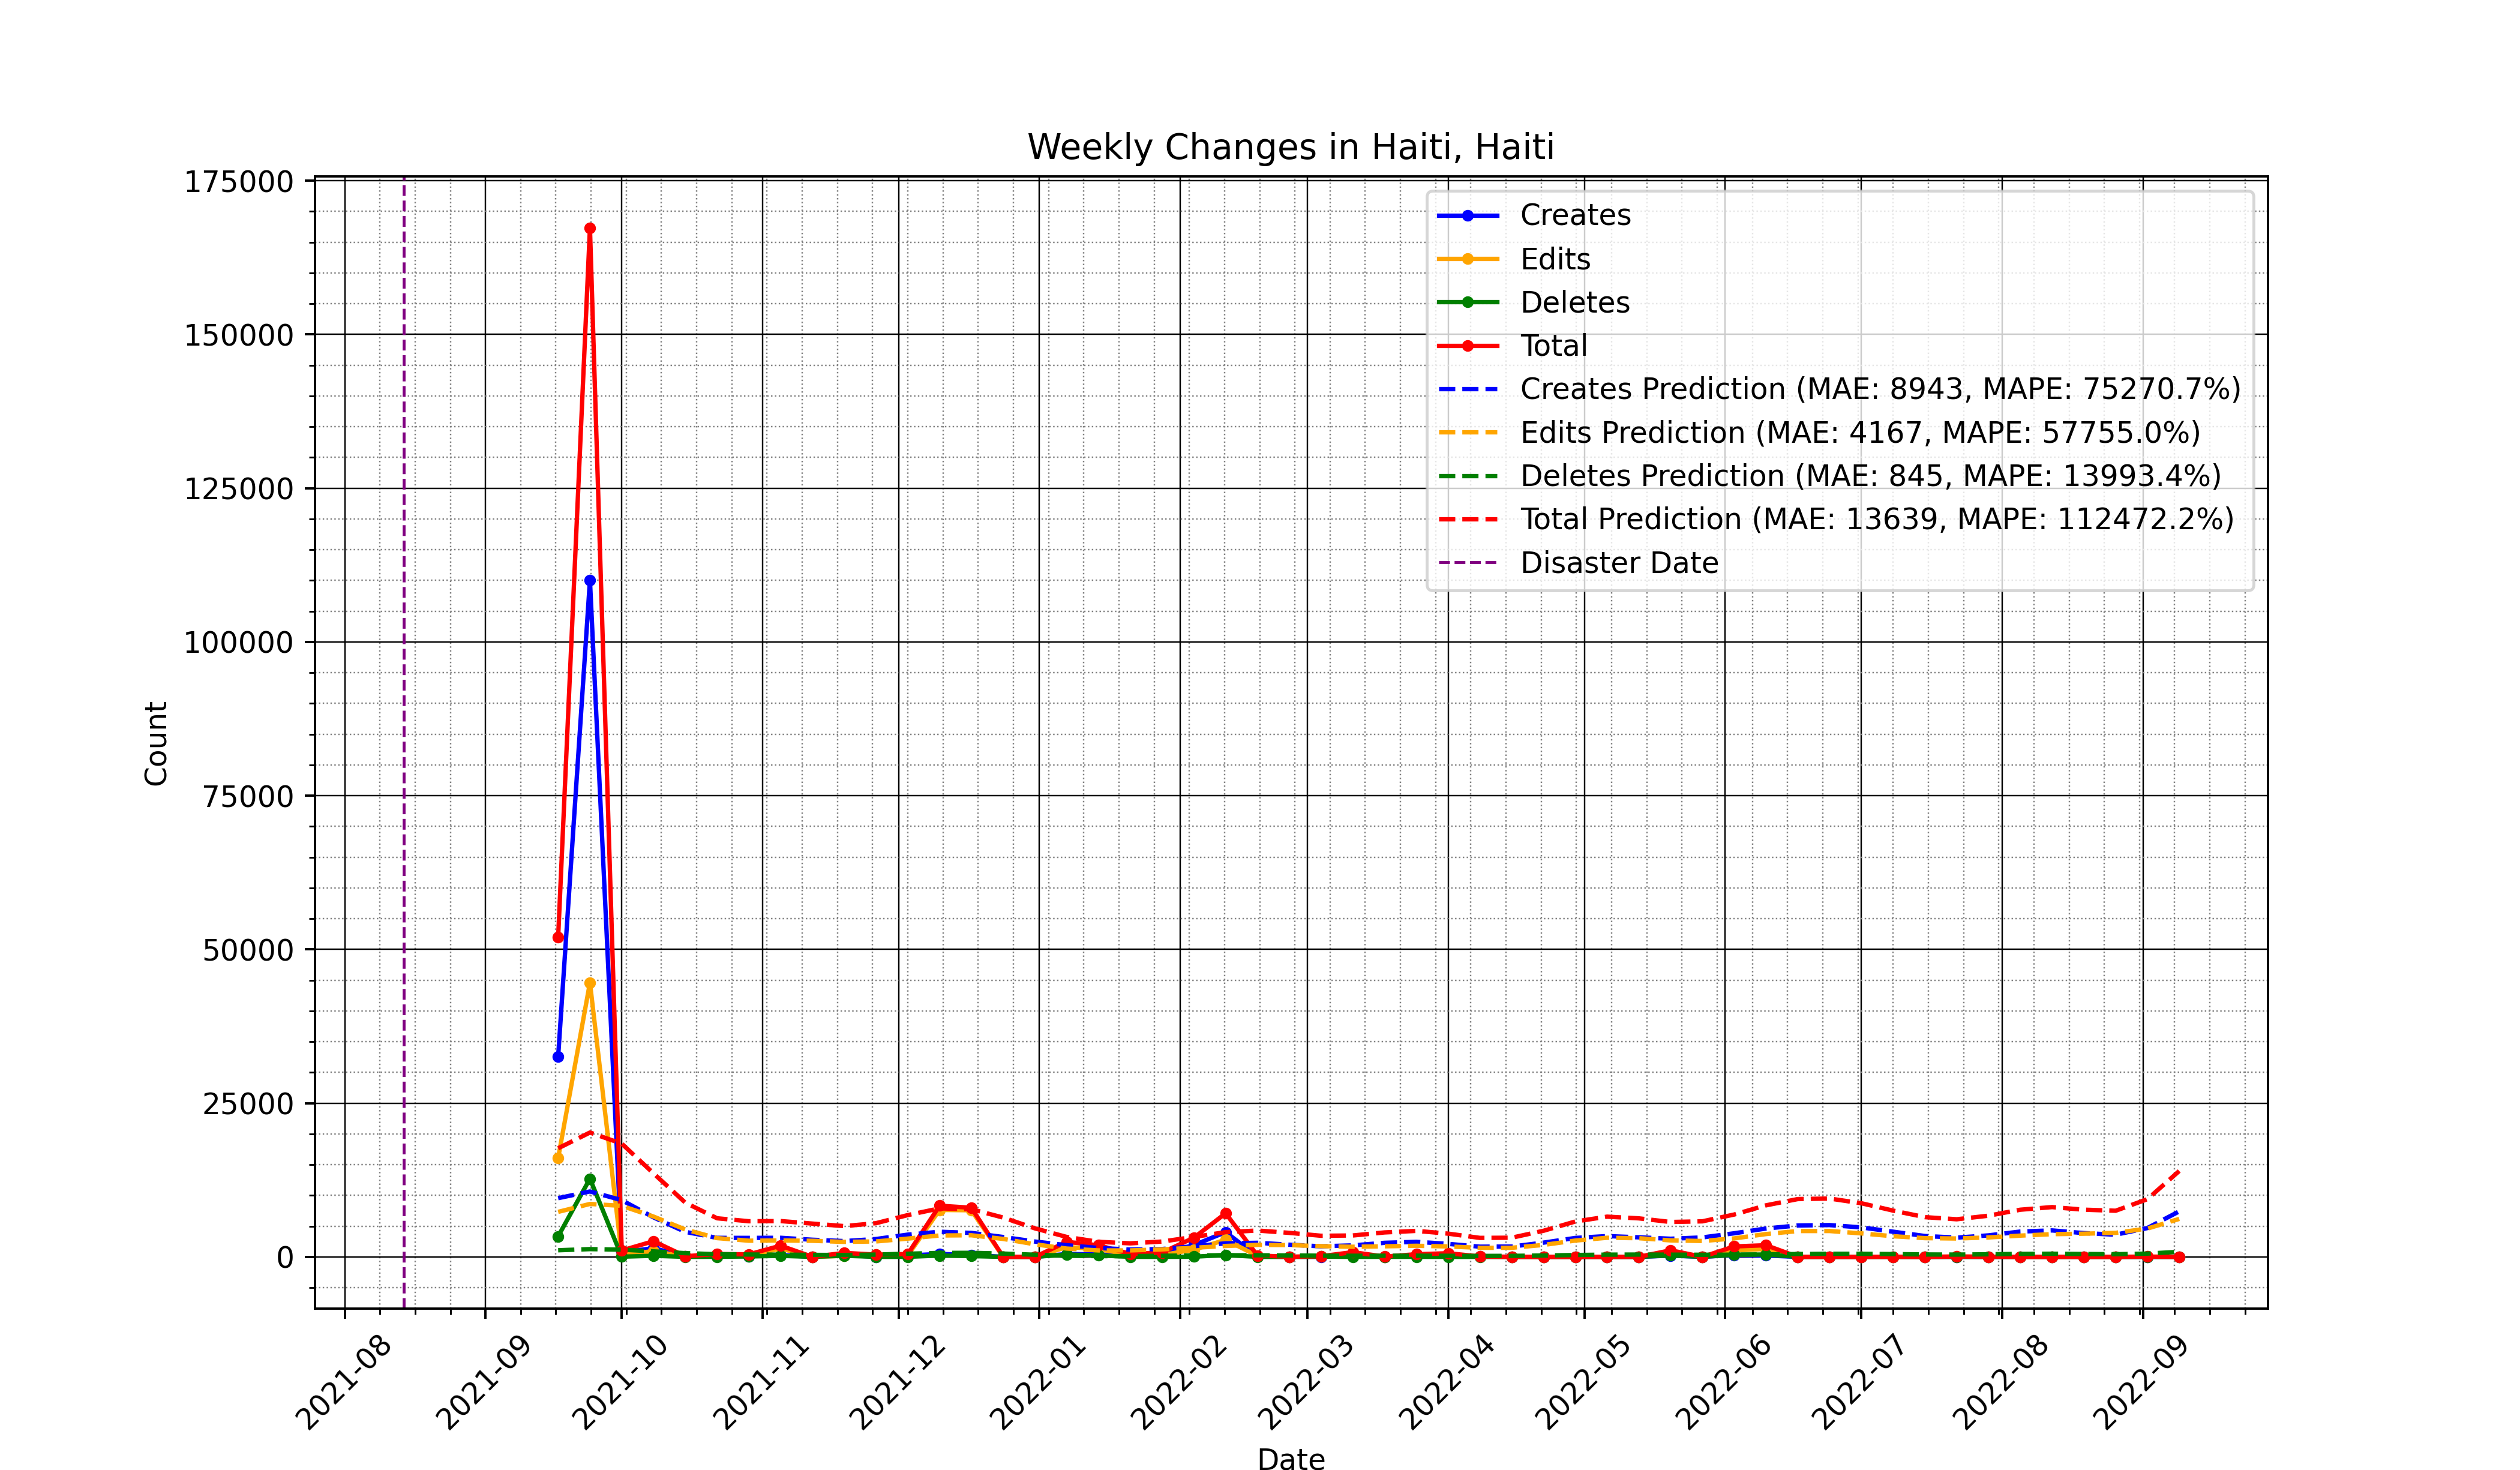 Weekly Changes in Haiti, Haiti
175000
150000
125000
100000
75000
50000
25000
0
Count
Creates
Edits
Deletes
Total
Creates Prediction (MAE: 8943, MAPE: 75270.7%)
Edits Prediction (MAE: 4167, MAPE: 57755.0%)
Deletes Prediction (MAE: 845, MAPE: 13993.4%)
Total Prediction (MAE: 13639, MAPE: 112472.2%)
Disaster Date
2021-08
2021-09
2021-10
2021-11
2021-12
2022-01
2022-02
2022-03
2022-04
2022-05
2022-06
2022-07
2022-08
2022-09
Date